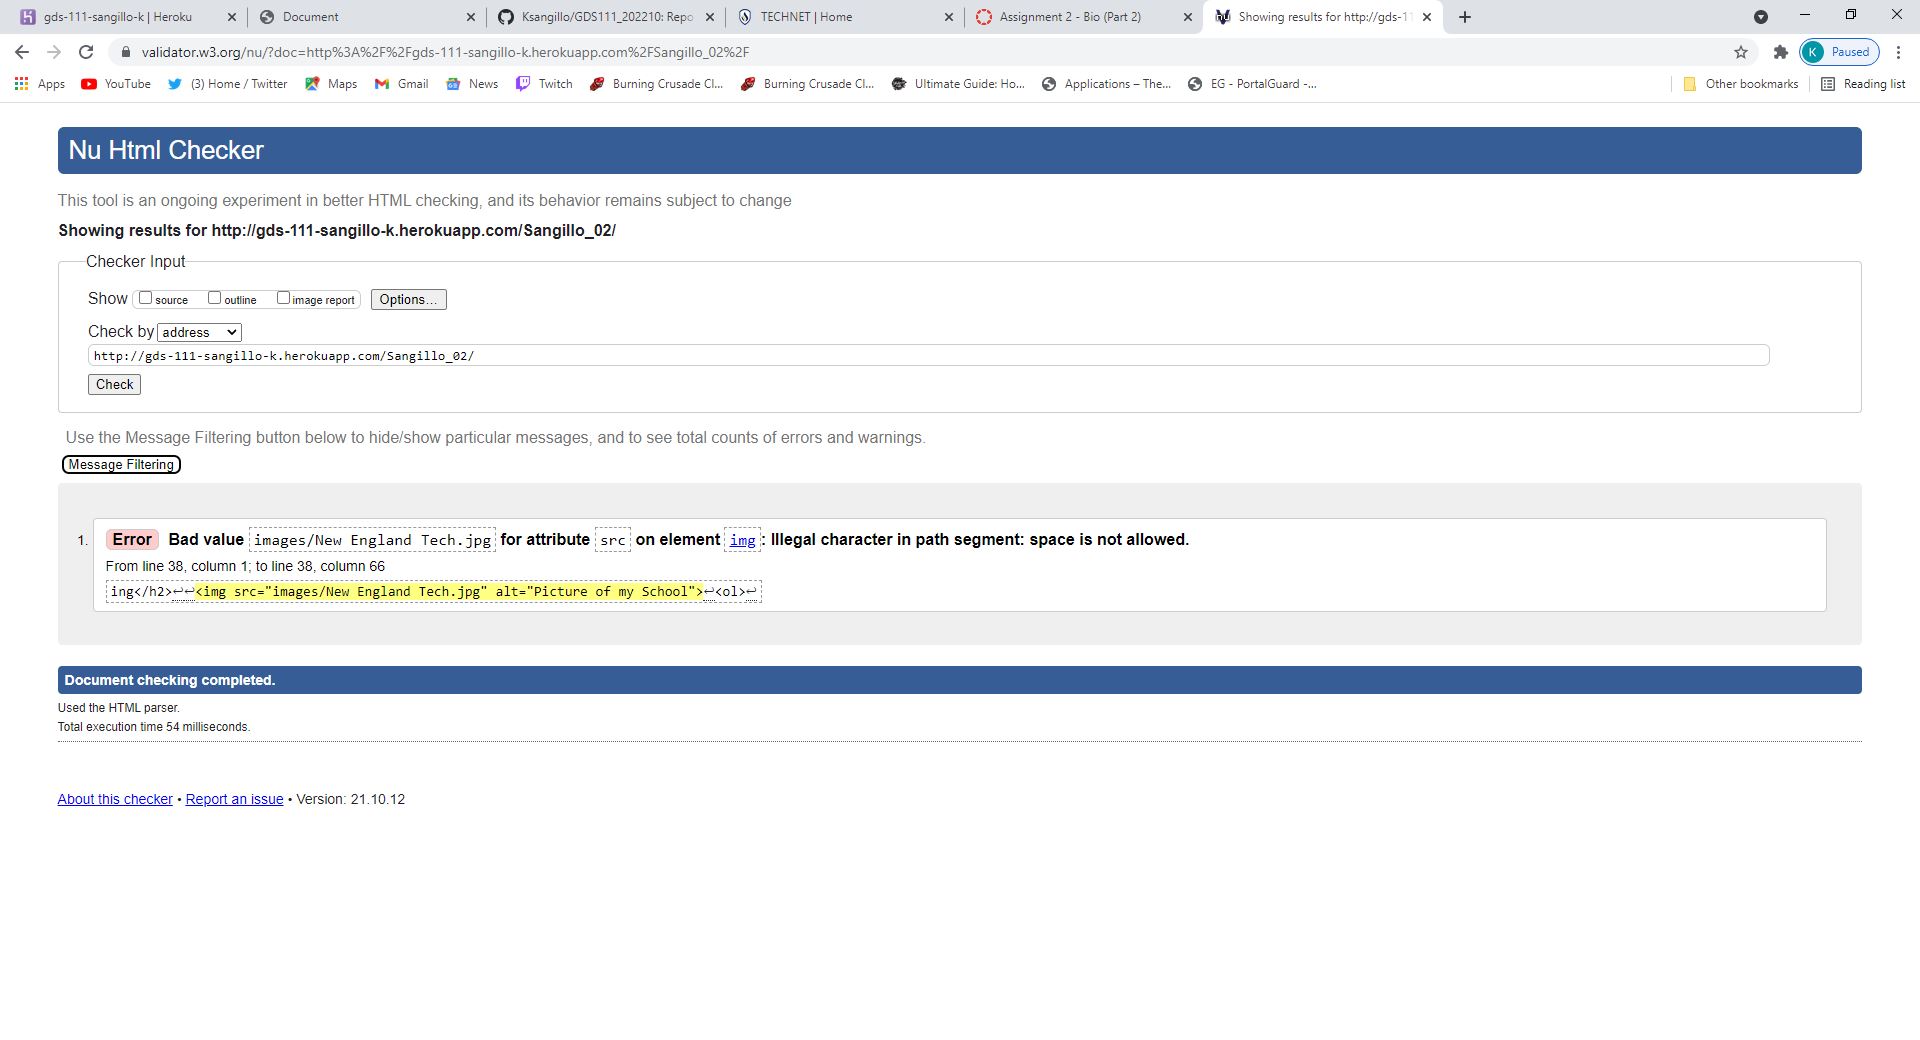 gds-111-sangillo-k | Heroku
Document
Ksangillo/GDS111_202210: Repo
TECHNET | Home
Assignment 2 - Bio (Part 2)
Showing results for http://gds-11
validator.w3.org/nu/?doc=http%3A%2F%2Fgds-111-sangillo-k.herokuapp.com%2FSangillo_02%2F
K Paused
Apps YouTube (3) Home / Twitter Maps Gmail News Twitch Burning Crusade Cl... Burning Crusade Cl... Ultimate Guide: Ho... Applications – The... EG - PortalGuard -... Other bookmarks Reading list
Nu Html Checker
This tool is an ongoing experiment in better HTML checking, and its behavior remains subject to change
Showing results for http://gds-111-sangillo-k.herokuapp.com/Sangillo_02/
Checker Input
Show source outline image report Options...
Check by address
http://gds-111-sangillo-k.herokuapp.com/Sangillo_02/
Check
Use the Message Filtering button below to hide/show particular messages, and to see total counts of errors and warnings.
Message Filtering
1. Error Bad value images/New England Tech.jpg for attribute src on element img: Illegal character in path segment: space is not allowed.
From line 38, column 1; to line 38, column 66
ing</h2>↩↩<img src="images/New England Tech.jpg" alt="Picture of my School">↩<ol>↩
Document checking completed.
Used the HTML parser.
Total execution time 54 milliseconds.
About this checker • Report an issue • Version: 21.10.12